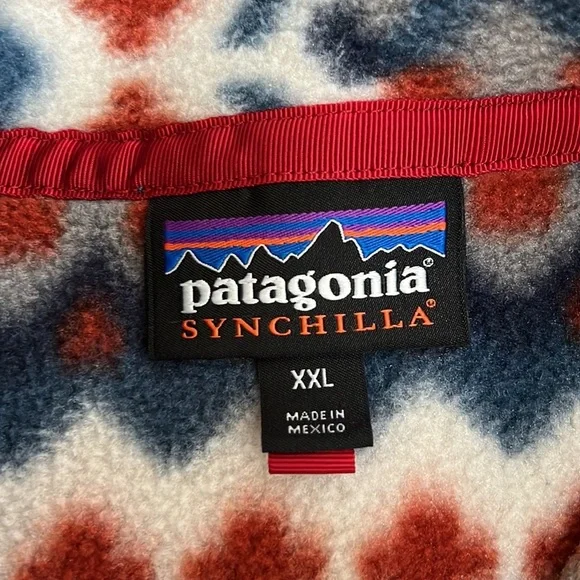 patagonia®
SYNCHILLA®
XXL
MADE IN
MEXICO